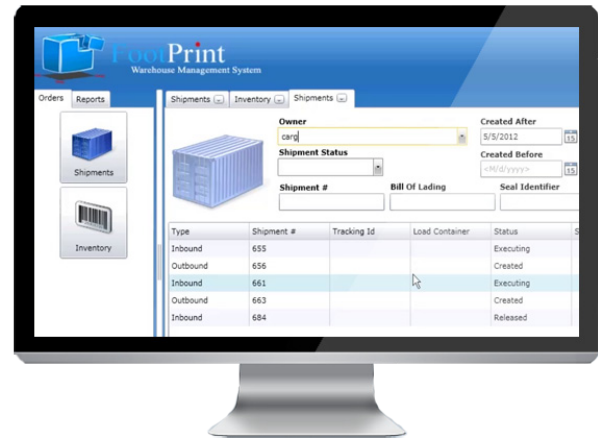 FootPrint
Warehouse Management System
Orders Reports
Shipments Inventory Shipments
Owner Created After
carg 5/5/2012 15
Shipment Status Created Before
<M/d/yyyy> 15
Shipment # Bill Of Lading Seal Identifier
Shipments
Inventory
Type Shipment # Tracking Id Load Container Status S
Inbound 655 Executing
Outbound 656 Created
Inbound 661 Executing
Outbound 663 Created
Inbound 684 Released